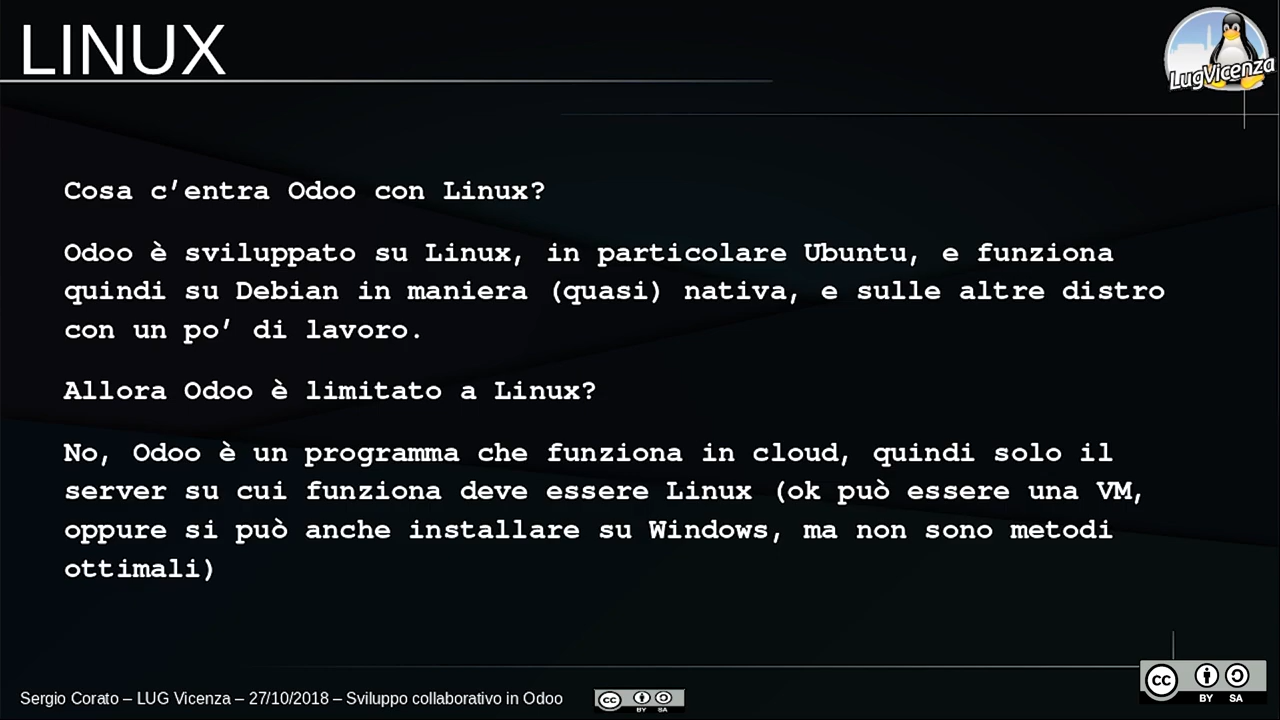 LINUX
LugVicenza
Cosa c’entra Odoo con Linux?
Odoo è sviluppato su Linux, in particolare Ubuntu, e funziona
quindi su Debian in maniera (quasi) nativa, e sulle altre distro
con un po’ di lavoro.
Allora Odoo è limitato a Linux?
No, Odoo è un programma che funziona in cloud, quindi solo il
server su cui funziona deve essere Linux (ok può essere una VM,
oppure si può anche installare su Windows, ma non sono metodi
ottimali)
Sergio Corato – LUG Vicenza – 27/10/2018 – Sviluppo collaborativo in Odoo
cc BY SA
cc BY SA